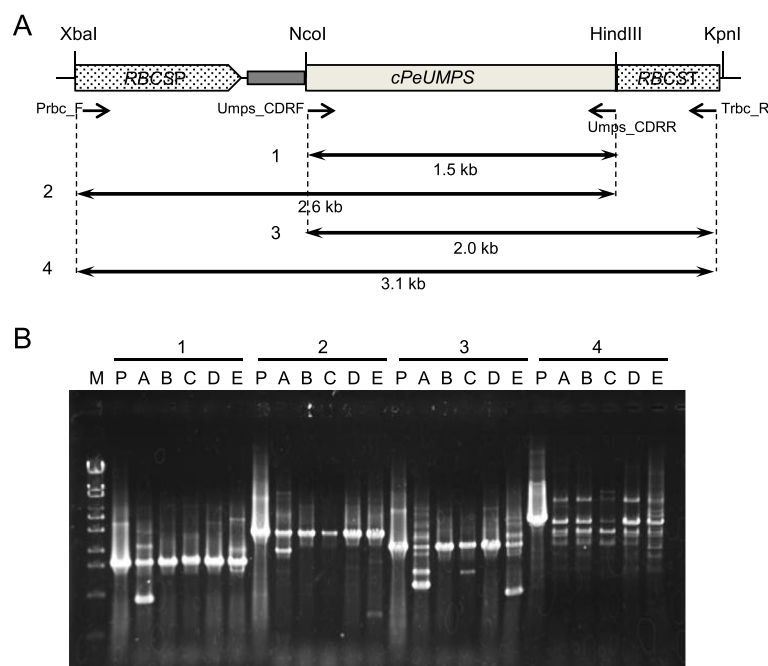 A
XbaI NcoI HindIII KpnI
RBCSP cPeUMPS RBCST
Prbc_F Umps_CDRF Umps_CDRR Trbc_R
1 1.5 kb
2 2.6 kb
3 2.0 kb
4 3.1 kb
B
1 2 3 4
M P A B C D E P A B C D E P A B C D E P A B C D E